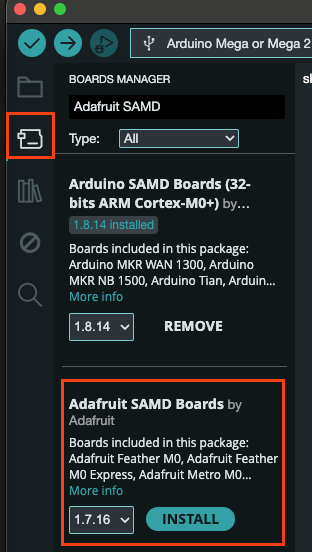 Arduino Mega or Mega 2
BOARDS MANAGER
Adafruit SAMD
Type:
All
Arduino SAMD Boards (32-
bits ARM Cortex-M0+) by...
1.8.14 installed
Boards included in this package:
Arduino MKR WAN 1300, Arduino
MKR NB 1500, Arduino Tian, Arduin...
More info
1.8.14
REMOVE
Adafruit SAMD Boards by
Adafruit
Boards included in this package:
Adafruit Feather M0, Adafruit Feather
M0 Express, Adafruit Metro M0...
More info
1.7.16
INSTALL